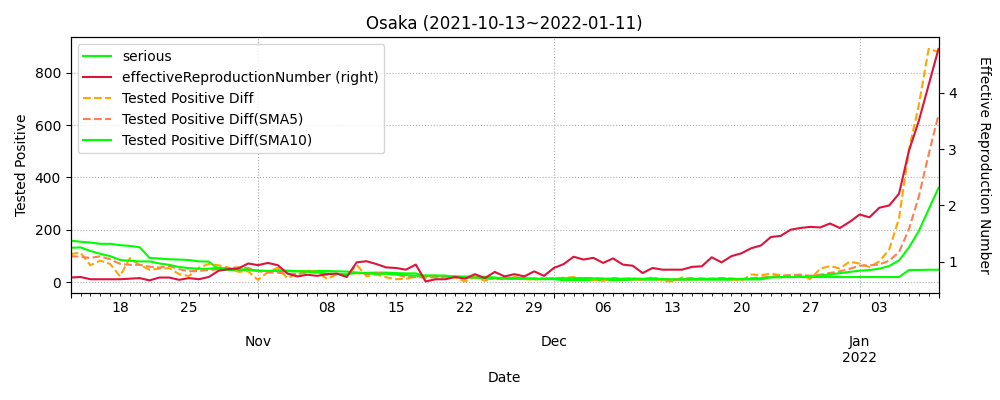 Osaka (2021-10-13~2022-01-11)
serious
effectiveReproductionNumber (right)
Tested Positive Diff
Tested Positive Diff(SMA5)
Tested Positive Diff(SMA10)
Tested Positive
800
600
400
200
0
4
3
2
1
Effective Reproduction Number
18 25 08 15 22 29 06 13 20 27 03
Nov Dec Jan
2022
Date